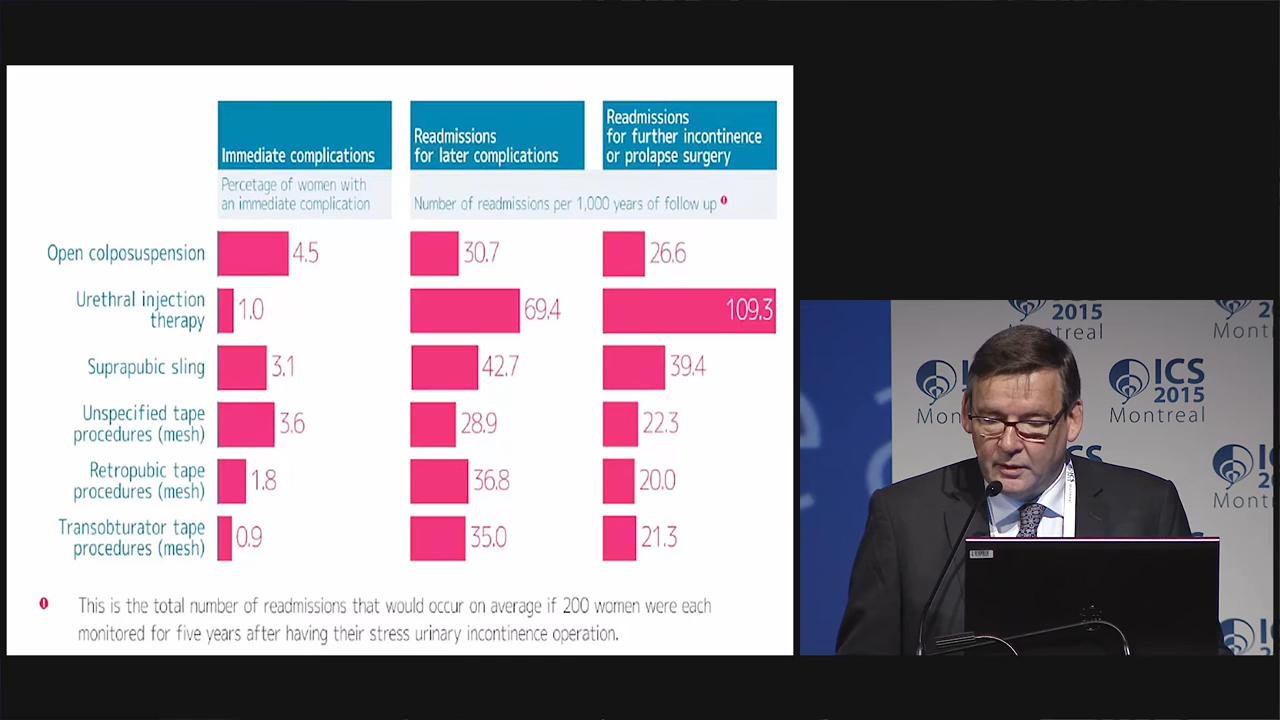 Immediate complications
Readmissions
for later complications
Readmissions
for further incontinence
or prolapse surgery
Percetage of women with
an immediate complication
Number of readmissions per 1,000 years of follow up
Open colposuspension
4.5
30.7
26.6
Urethral injection
therapy
1.0
69.4
109.3
Suprapubic sling
3.1
42.7
39.4
Unspecified tape
procedures (mesh)
3.6
28.9
22.3
Retropubic tape
procedures (mesh)
1.8
36.8
20.0
Transobturator tape
procedures (mesh)
0.9
35.0
21.3
This is the total number of readmissions that would occur on average if 200 women were each
monitored for five years after having their stress urinary incontinence operation.
2015
Montreal
ICS
2015
Montreal